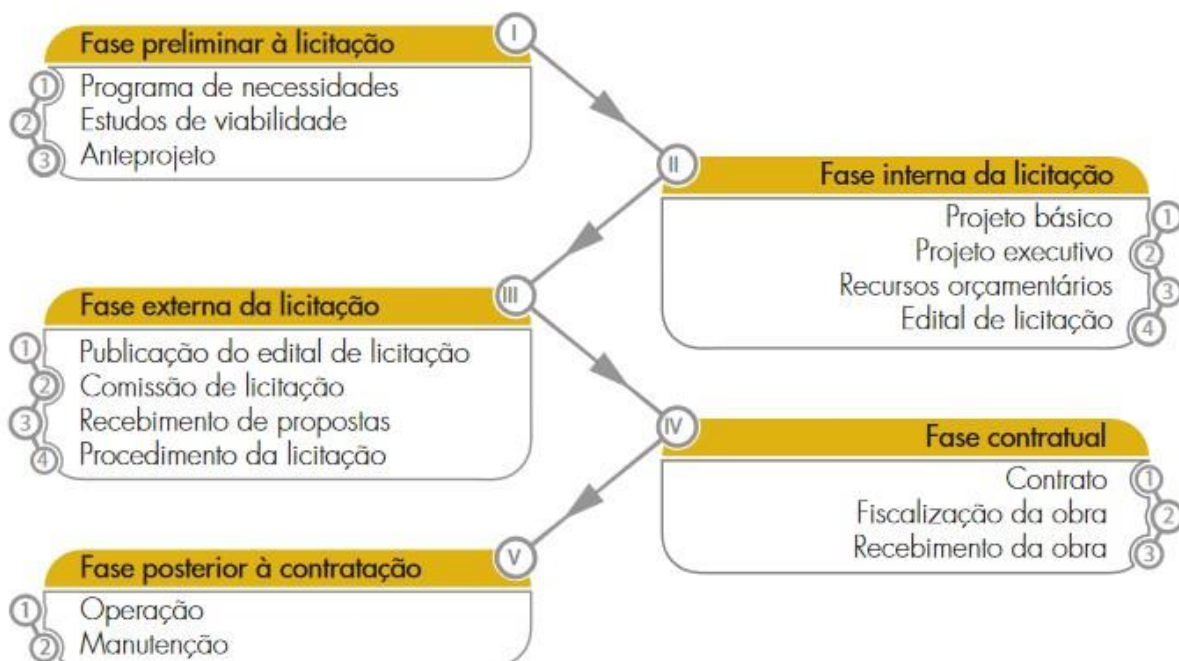 I
Fase preliminar à licitação
1 Programa de necessidades
2 Estudos de viabilidade
3 Anteprojeto
II
Fase interna da licitação
Projeto básico 1
Projeto executivo 2
Recursos orçamentários 3
Edital de licitação 4
III
Fase externa da licitação
1 Publicação do edital de licitação
2 Comissão de licitação
3 Recebimento de propostas
4 Procedimento da licitação
IV
Fase contratual
Contrato 1
Fiscalização da obra 2
Recebimento da obra 3
V
Fase posterior à contratação
1 Operação
2 Manutenção